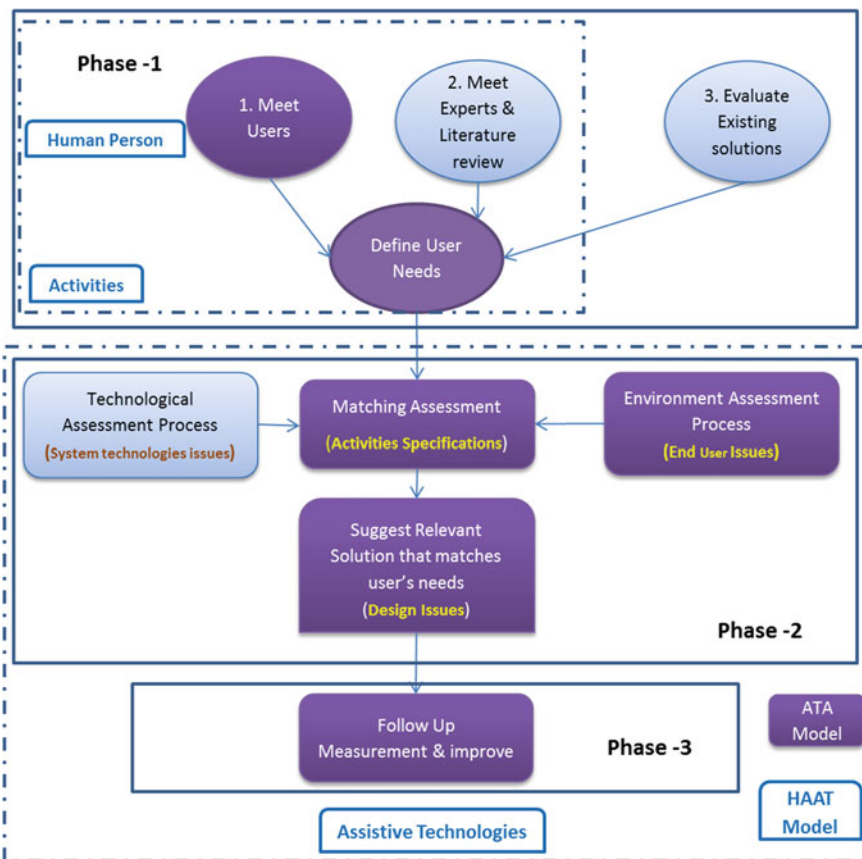 Phase -1
1. Meet
Users
2. Meet
Experts &
Literature
review
3. Evaluate
Existing
solutions
Human Person
Define User
Needs
Activities
Technological
Assessment Process
(System technologies issues)
Matching Assessment
(Activities Specifications)
Environment Assessment
Process
(End User Issues)
Suggest Relevant
Solution that matches
user's needs
(Design Issues)
Phase -2
Follow Up
Measurement & improve
Phase -3
ATA
Model
Assistive Technologies
HAAT
Model